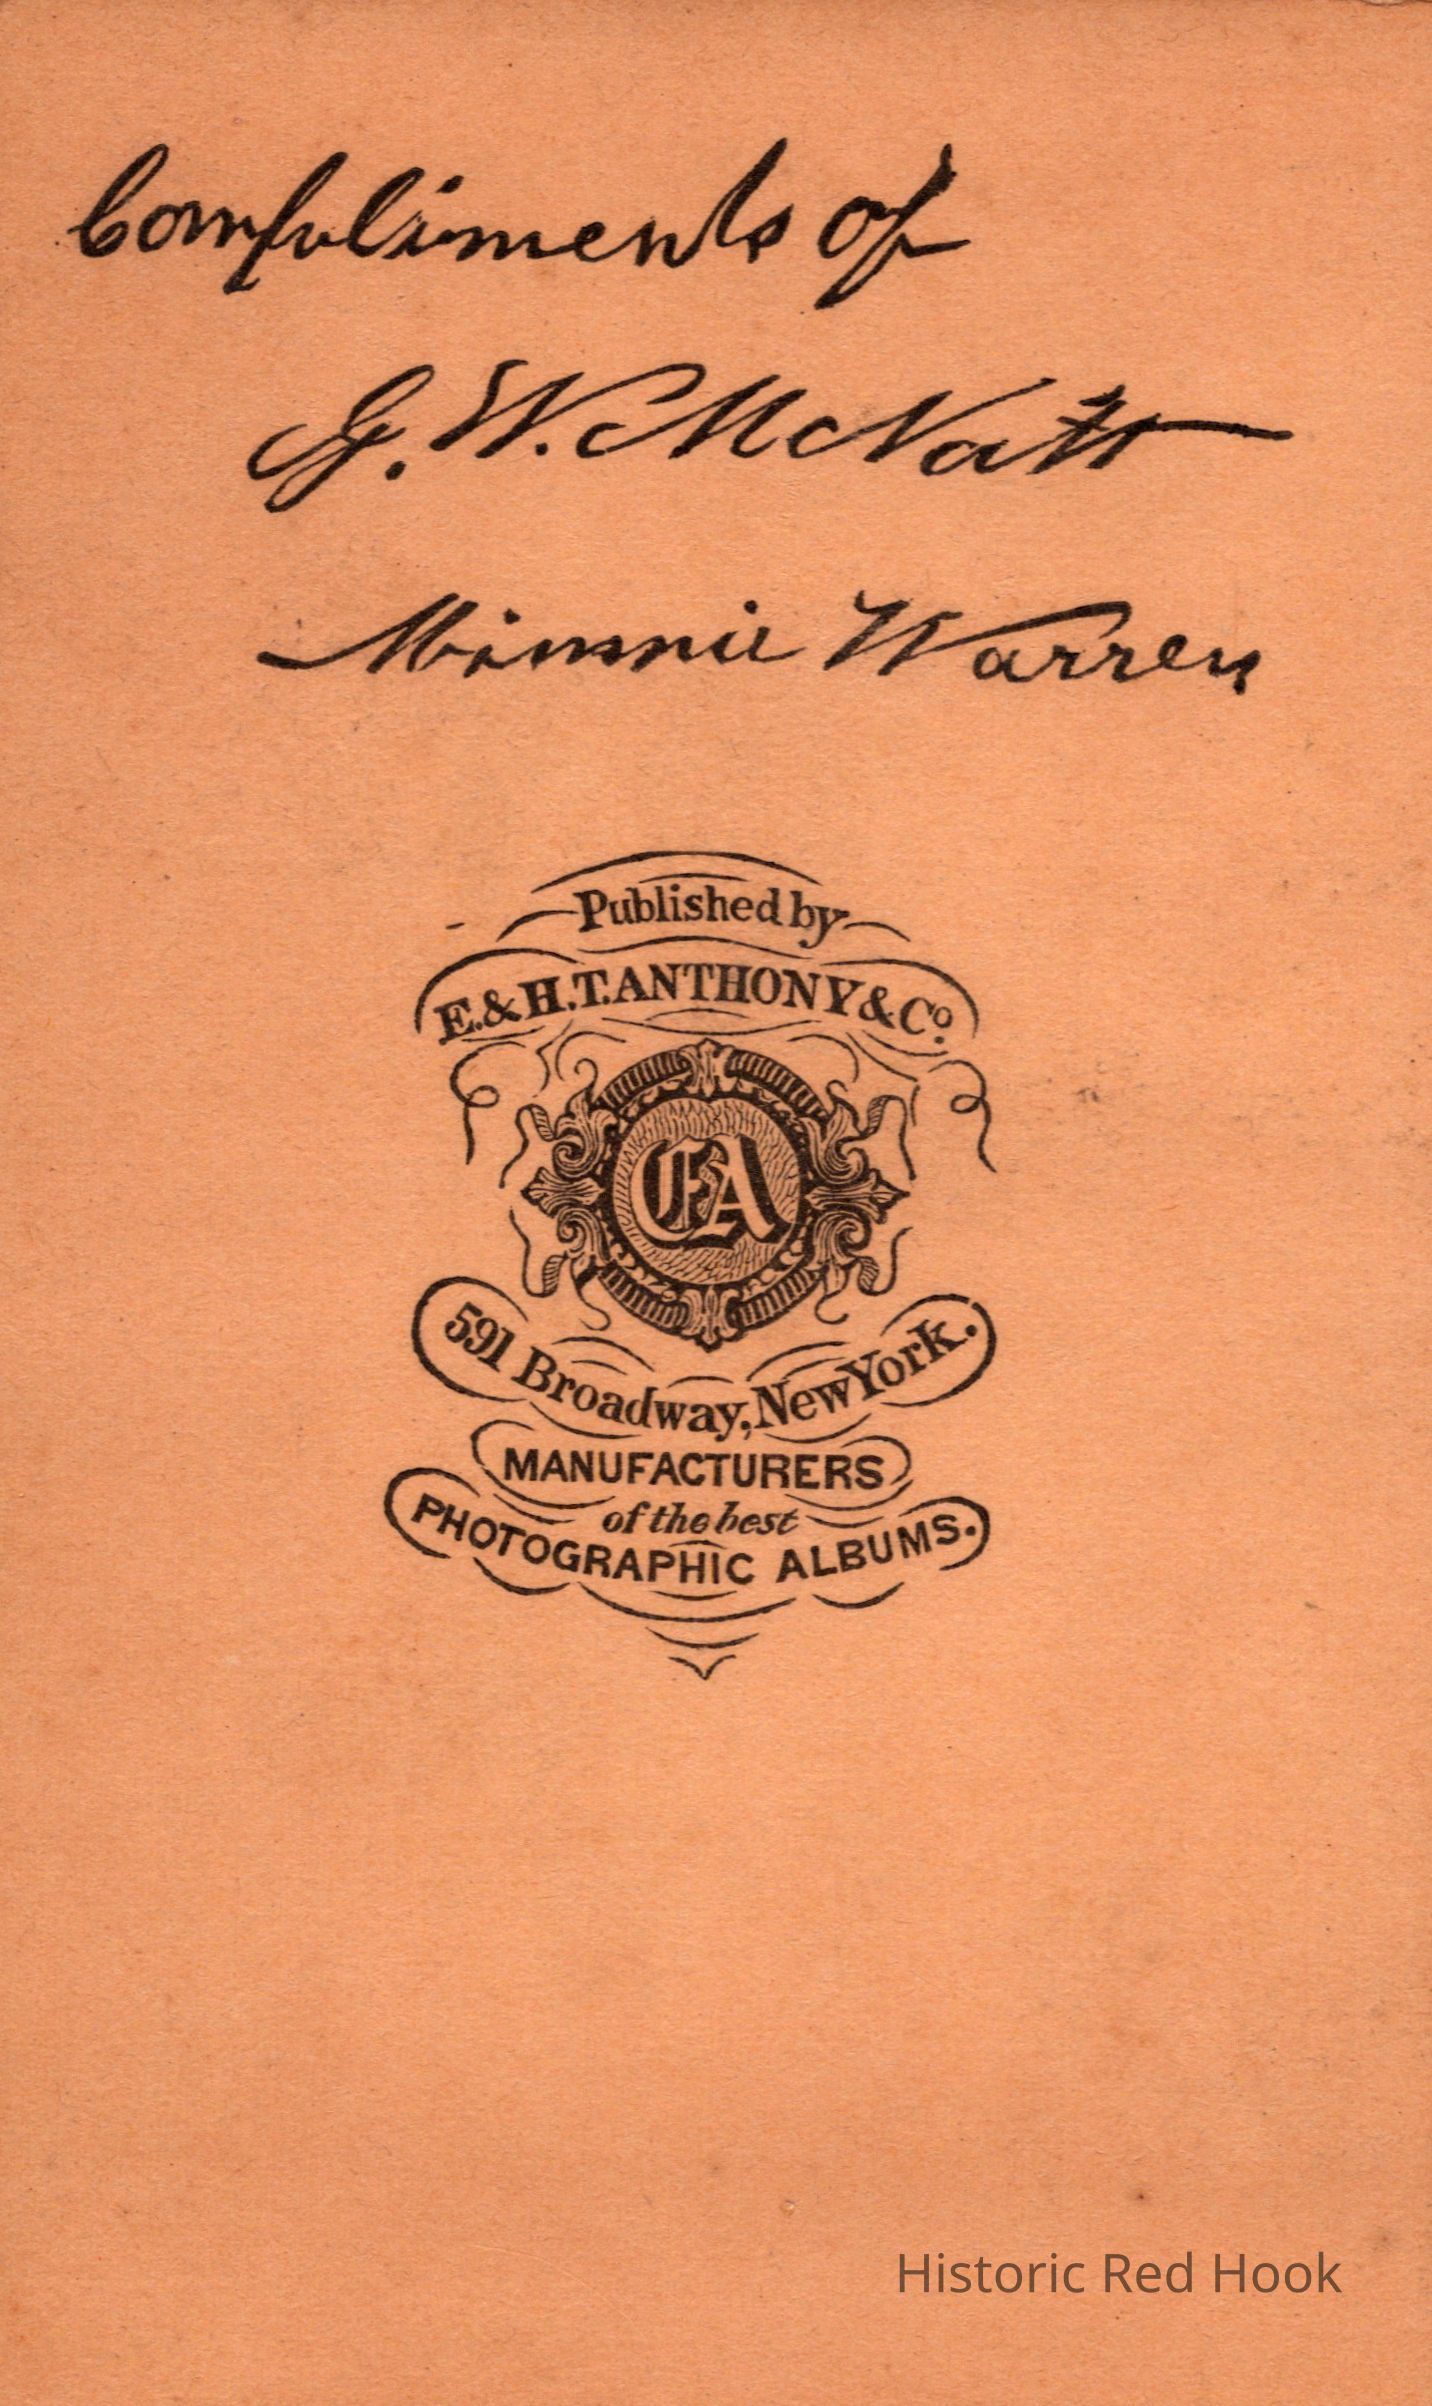 Compliments of
G. W. McNatt
Minnie Warren
Published by
E. & H. T. ANTHONY & Co.
EA
591 Broadway, New York.
MANUFACTURERS
of the best
PHOTOGRAPHIC ALBUMS.
Historic Red Hook